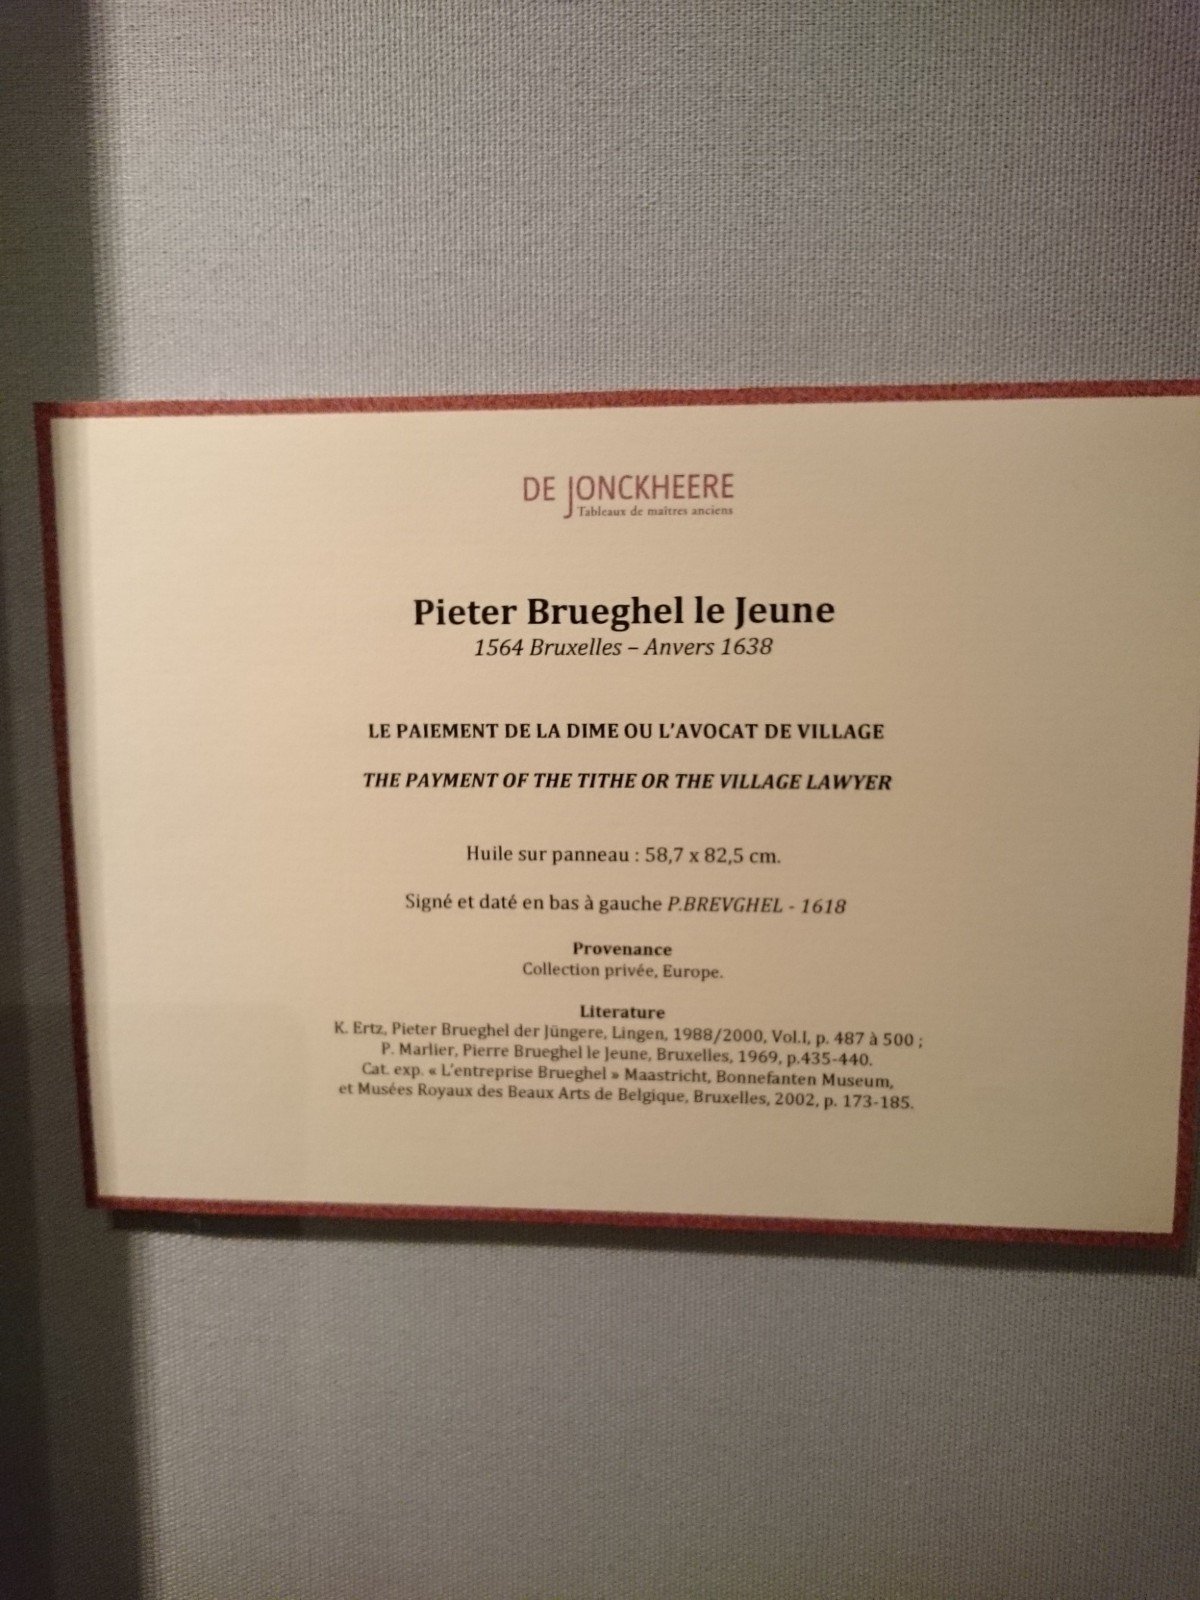 DE JONCKHEERE
Tableaux de maîtres anciens
Pieter Brueghel le Jeune
1564 Bruxelles – Anvers 1638
LE PAIEMENT DE LA DIME OU L'AVOCAT DE VILLAGE
THE PAYMENT OF THE TITHE OR THE VILLAGE LAWYER
Huile sur panneau : 58,7 x 82,5 cm.
Signé et daté en bas à gauche P.BREVGHEL - 1618
Provenance
Collection privée, Europe.
Literature
K. Ertz, Pieter Brueghel der Jüngere, Lingen, 1988/2000, Vol.I, p. 487 à 500 ;
P. Marlier, Pierre Brueghel le Jeune, Bruxelles, 1969, p.435-440.
Cat. exp. « L'entreprise Brueghel » Maastricht, Bonnefanten Museum,
et Musées Royaux des Beaux Arts de Belgique, Bruxelles, 2002, p. 173-185.